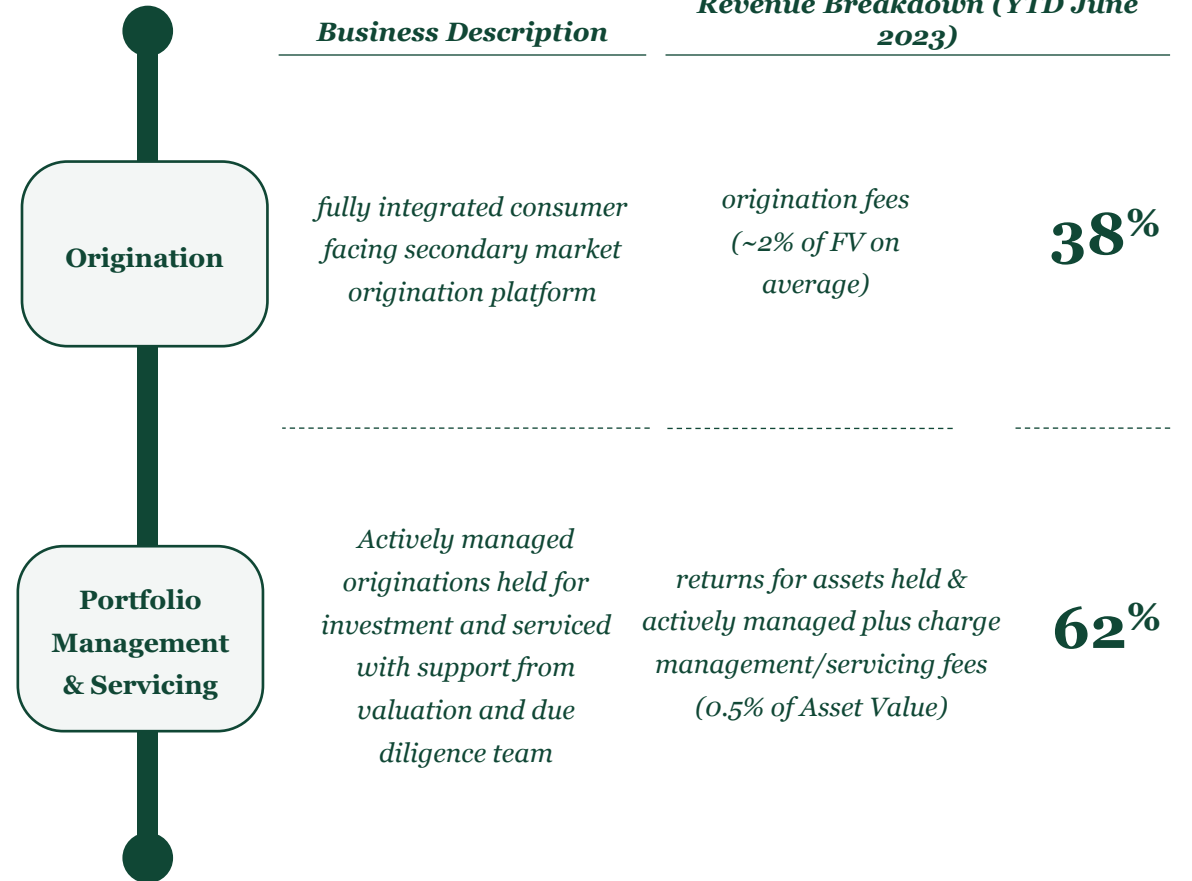 Business Description
Revenue Breakdown (YTD June
2023)
Origination
fully integrated consumer
facing secondary market
origination platform
origination fees
(~2% of FV on
average)
38%
Portfolio
Management
& Servicing
Actively managed
originations held for
investment and serviced
with support from
valuation and due
diligence team
returns for assets held &
actively managed plus charge
management/servicing fees
(0.5% of Asset Value)
62%